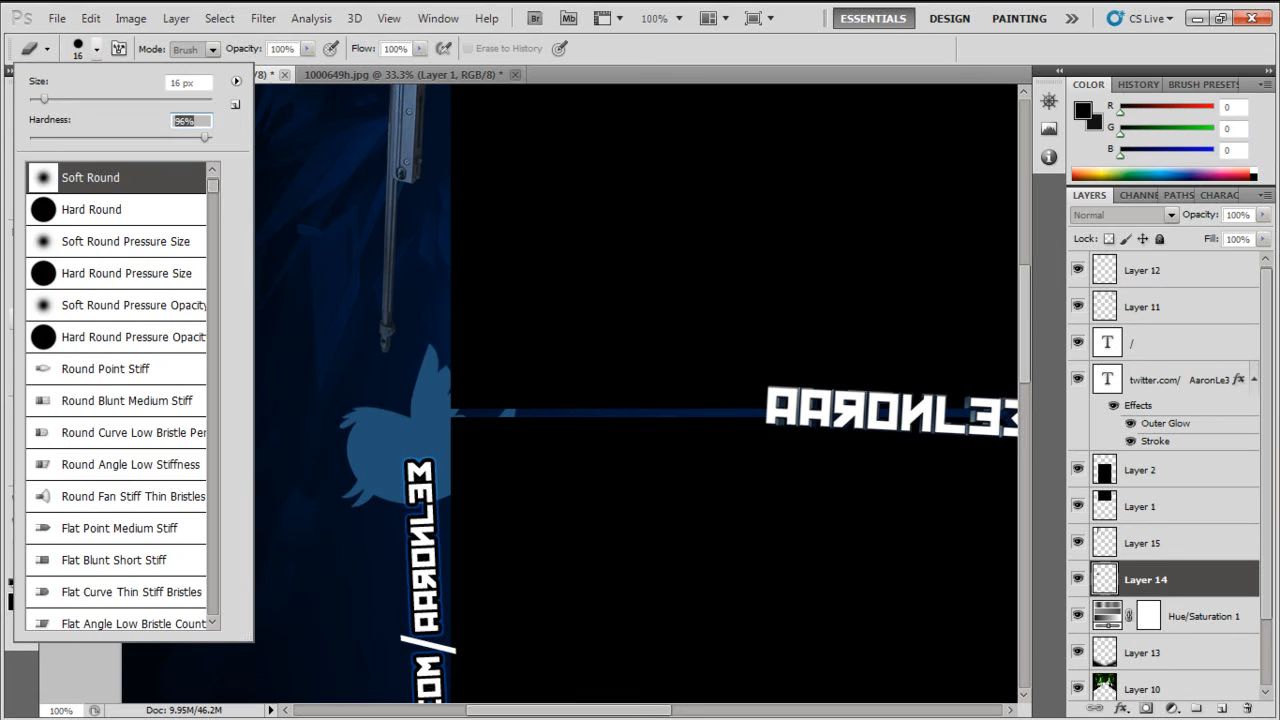 Ps File Edit Image Layer Select Filter Analysis 3D View Window Help Br Mb 100% ESSENTIALS DESIGN PAINTING CS Live
16 Mode: Brush Opacity: 100% Flow: 100% Erase to History
/8) * 1000649h.jpg @ 33.3% (Layer 1, RGB/8) *
Size: 16 px
Hardness: 96%
Soft Round
Hard Round
Soft Round Pressure Size
Hard Round Pressure Size
Soft Round Pressure Opacity
Hard Round Pressure Opacit
Round Point Stiff
Round Blunt Medium Stiff
Round Curve Low Bristle Per
Round Angle Low Stiffness
Round Fan Stiff Thin Bristles
Flat Point Medium Stiff
Flat Blunt Short Stiff
Flat Curve Thin Stiff Bristles
Flat Angle Low Bristle Count
AARONLE3
OM / AARONLE3
COLOR HISTORY BRUSH PRESETS
R 0
G 0
B 0
LAYERS CHANNE PATHS CHARAC
Normal Opacity: 100%
Lock: Fill: 100%
Layer 12
Layer 11
T /
T twitter.com/ AaronLe3 fx
Effects
Outer Glow
Stroke
Layer 2
Layer 1
Layer 15
Layer 14
Hue/Saturation 1
Layer 13
Layer 10
100% Doc: 9.95M/46.2M